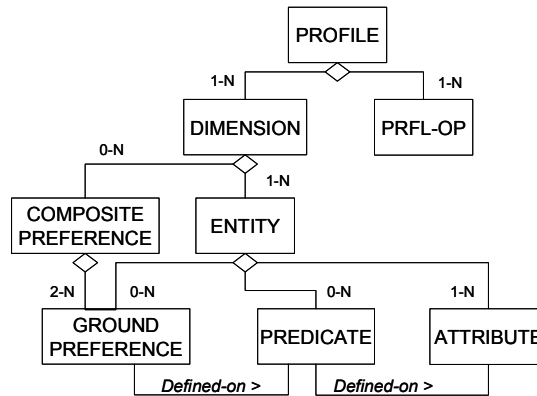 PROFILE
1-N
1-N
DIMENSION
PRFL-OP
0-N
1-N
COMPOSITE
PREFERENCE
ENTITY
2-N
0-N
0-N
1-N
GROUND
PREFERENCE
PREDICATE
ATTRIBUTE
Defined-on >
Defined-on >